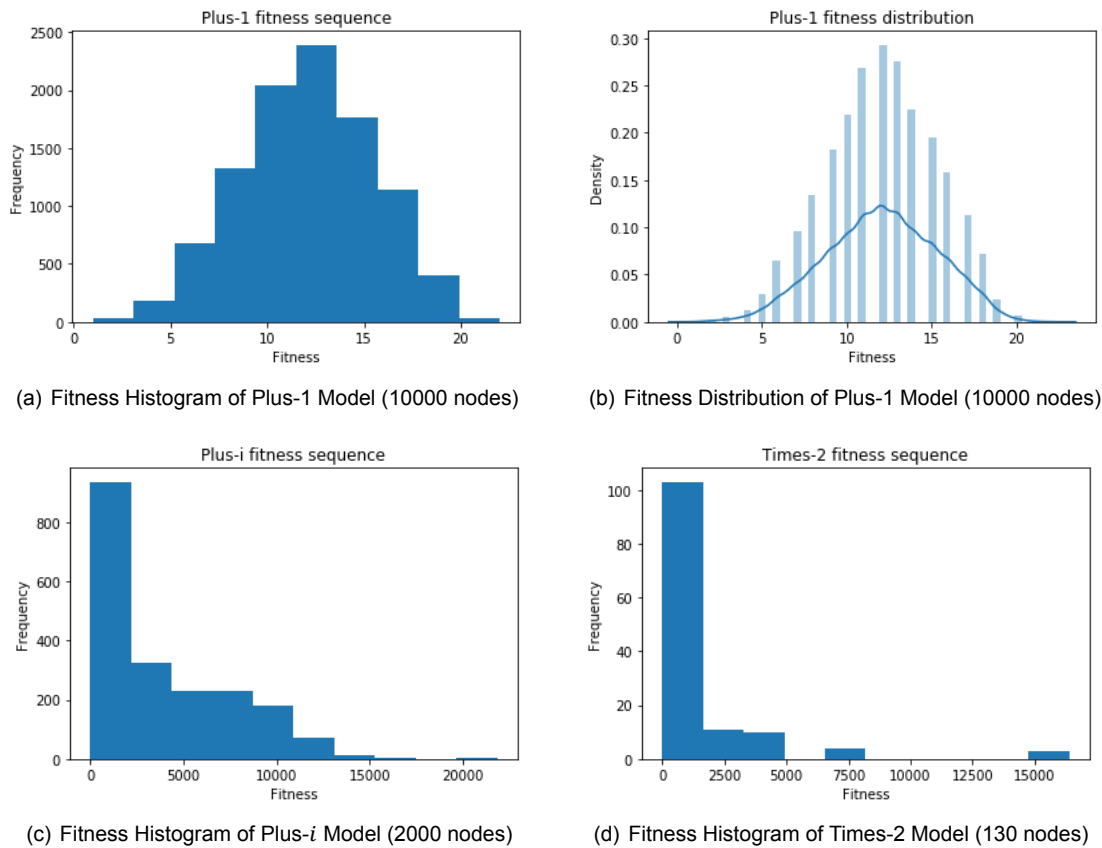 Plus-1 fitness sequence
2500
2000
1500
1000
500
0
Frequency
0 5 10 15 20
Fitness
(a) Fitness Histogram of Plus-1 Model (10000 nodes)
Plus-1 fitness distribution
0.30
0.25
0.20
0.15
0.10
0.05
0.00
Density
0 5 10 15 20
Fitness
(b) Fitness Distribution of Plus-1 Model (10000 nodes)
Plus-i fitness sequence
800
600
400
200
0
Frequency
0 5000 10000 15000 20000
Fitness
(c) Fitness Histogram of Plus-i Model (2000 nodes)
Times-2 fitness sequence
100
80
60
40
20
0
Frequency
0 2500 5000 7500 10000 12500 15000
Fitness
(d) Fitness Histogram of Times-2 Model (130 nodes)